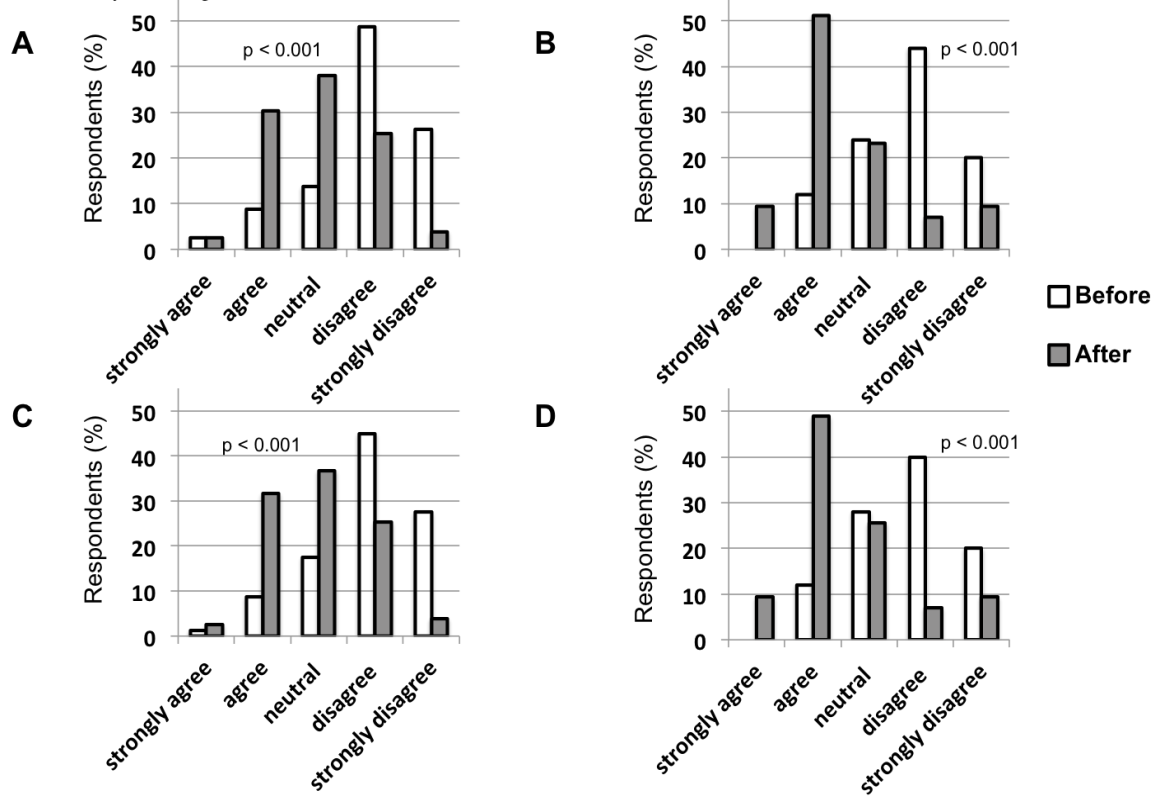 A
Respondents (%)
50
40
30
20
10
0
p < 0.001
strongly agree
agree
neutral
disagree
strongly disagree
B
Respondents (%)
50
40
30
20
10
0
p < 0.001
strongly agree
agree
neutral
disagree
strongly disagree
Before
After
C
Respondents (%)
50
40
30
20
10
0
p < 0.001
strongly agree
agree
neutral
disagree
strongly disagree
D
Respondents (%)
50
40
30
20
10
0
p < 0.001
strongly agree
agree
neutral
disagree
strongly disagree